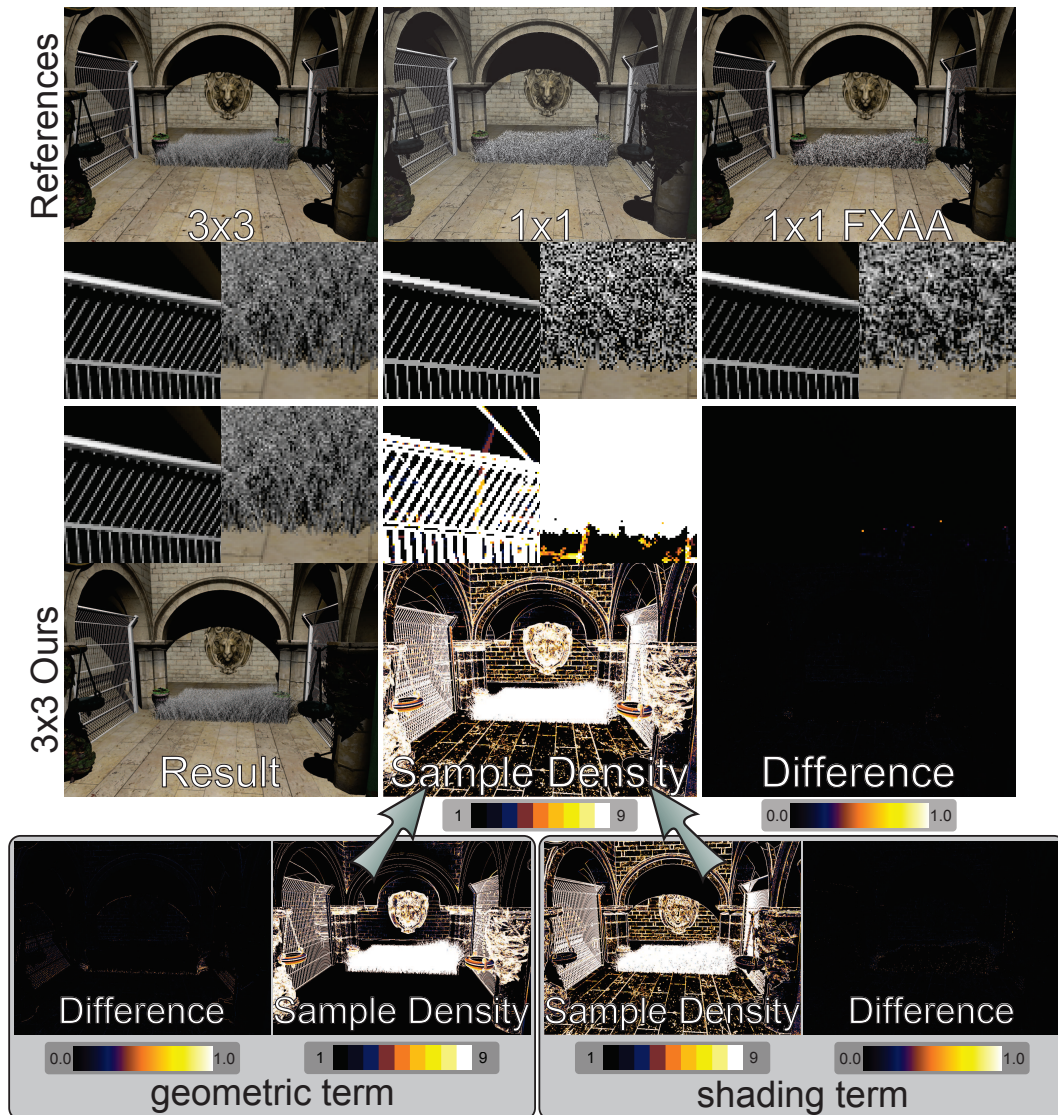 References
3x3
1x1
1x1 FXAA
3x3 Ours
Result
Sample Density
Difference
1
9
0.0
1.0
Difference
Sample Density
Sample Density
Difference
0.0
1.0
1
9
1
9
0.0
1.0
geometric term
shading term